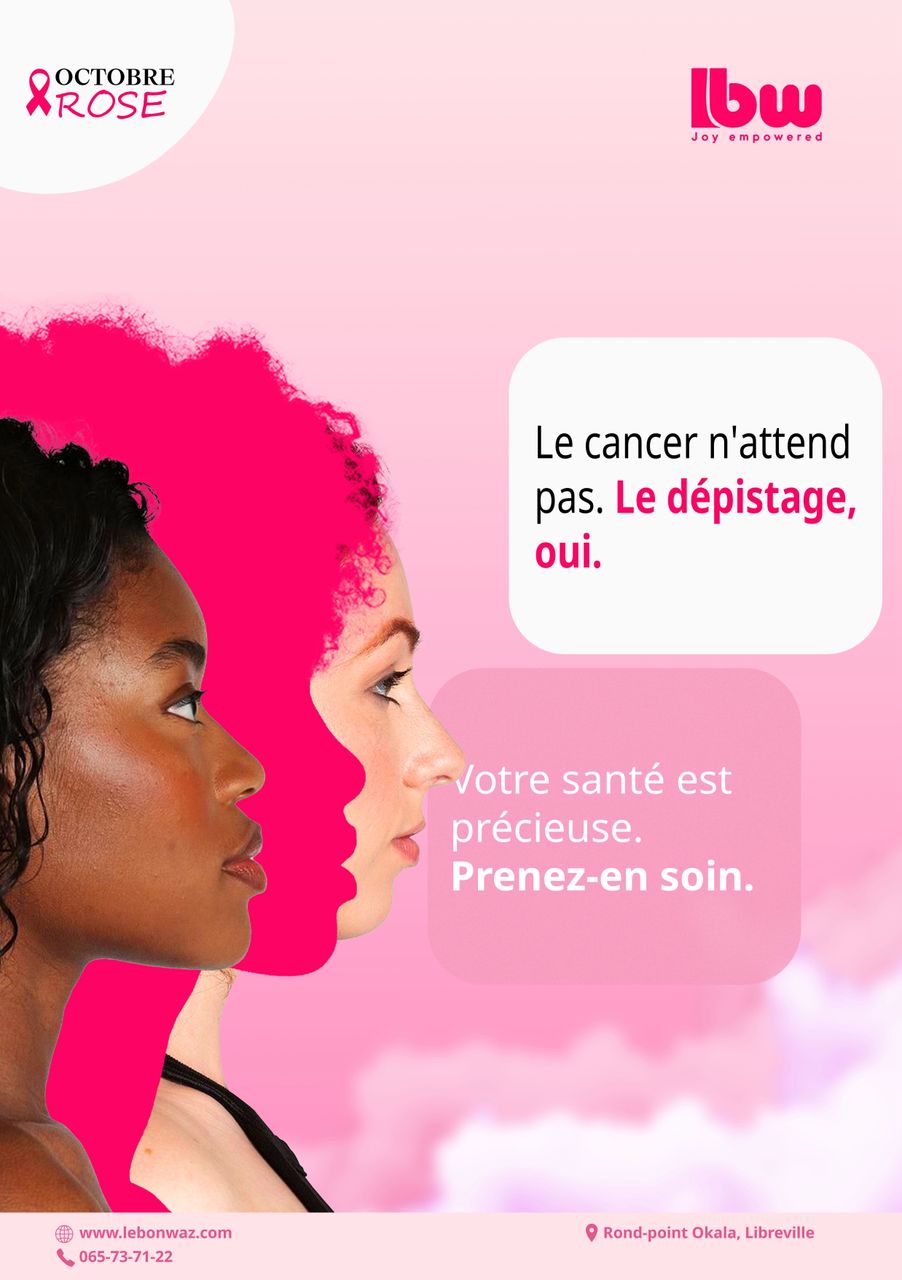 OCTOBRE
ROSE
lbw
Joy empowered
Le cancer n'attend
pas. Le dépistage,
oui.
Votre santé est
précieuse.
Prenez-en soin.
www.lebonwaz.com
065-73-71-22
Rond-point Okala, Libreville